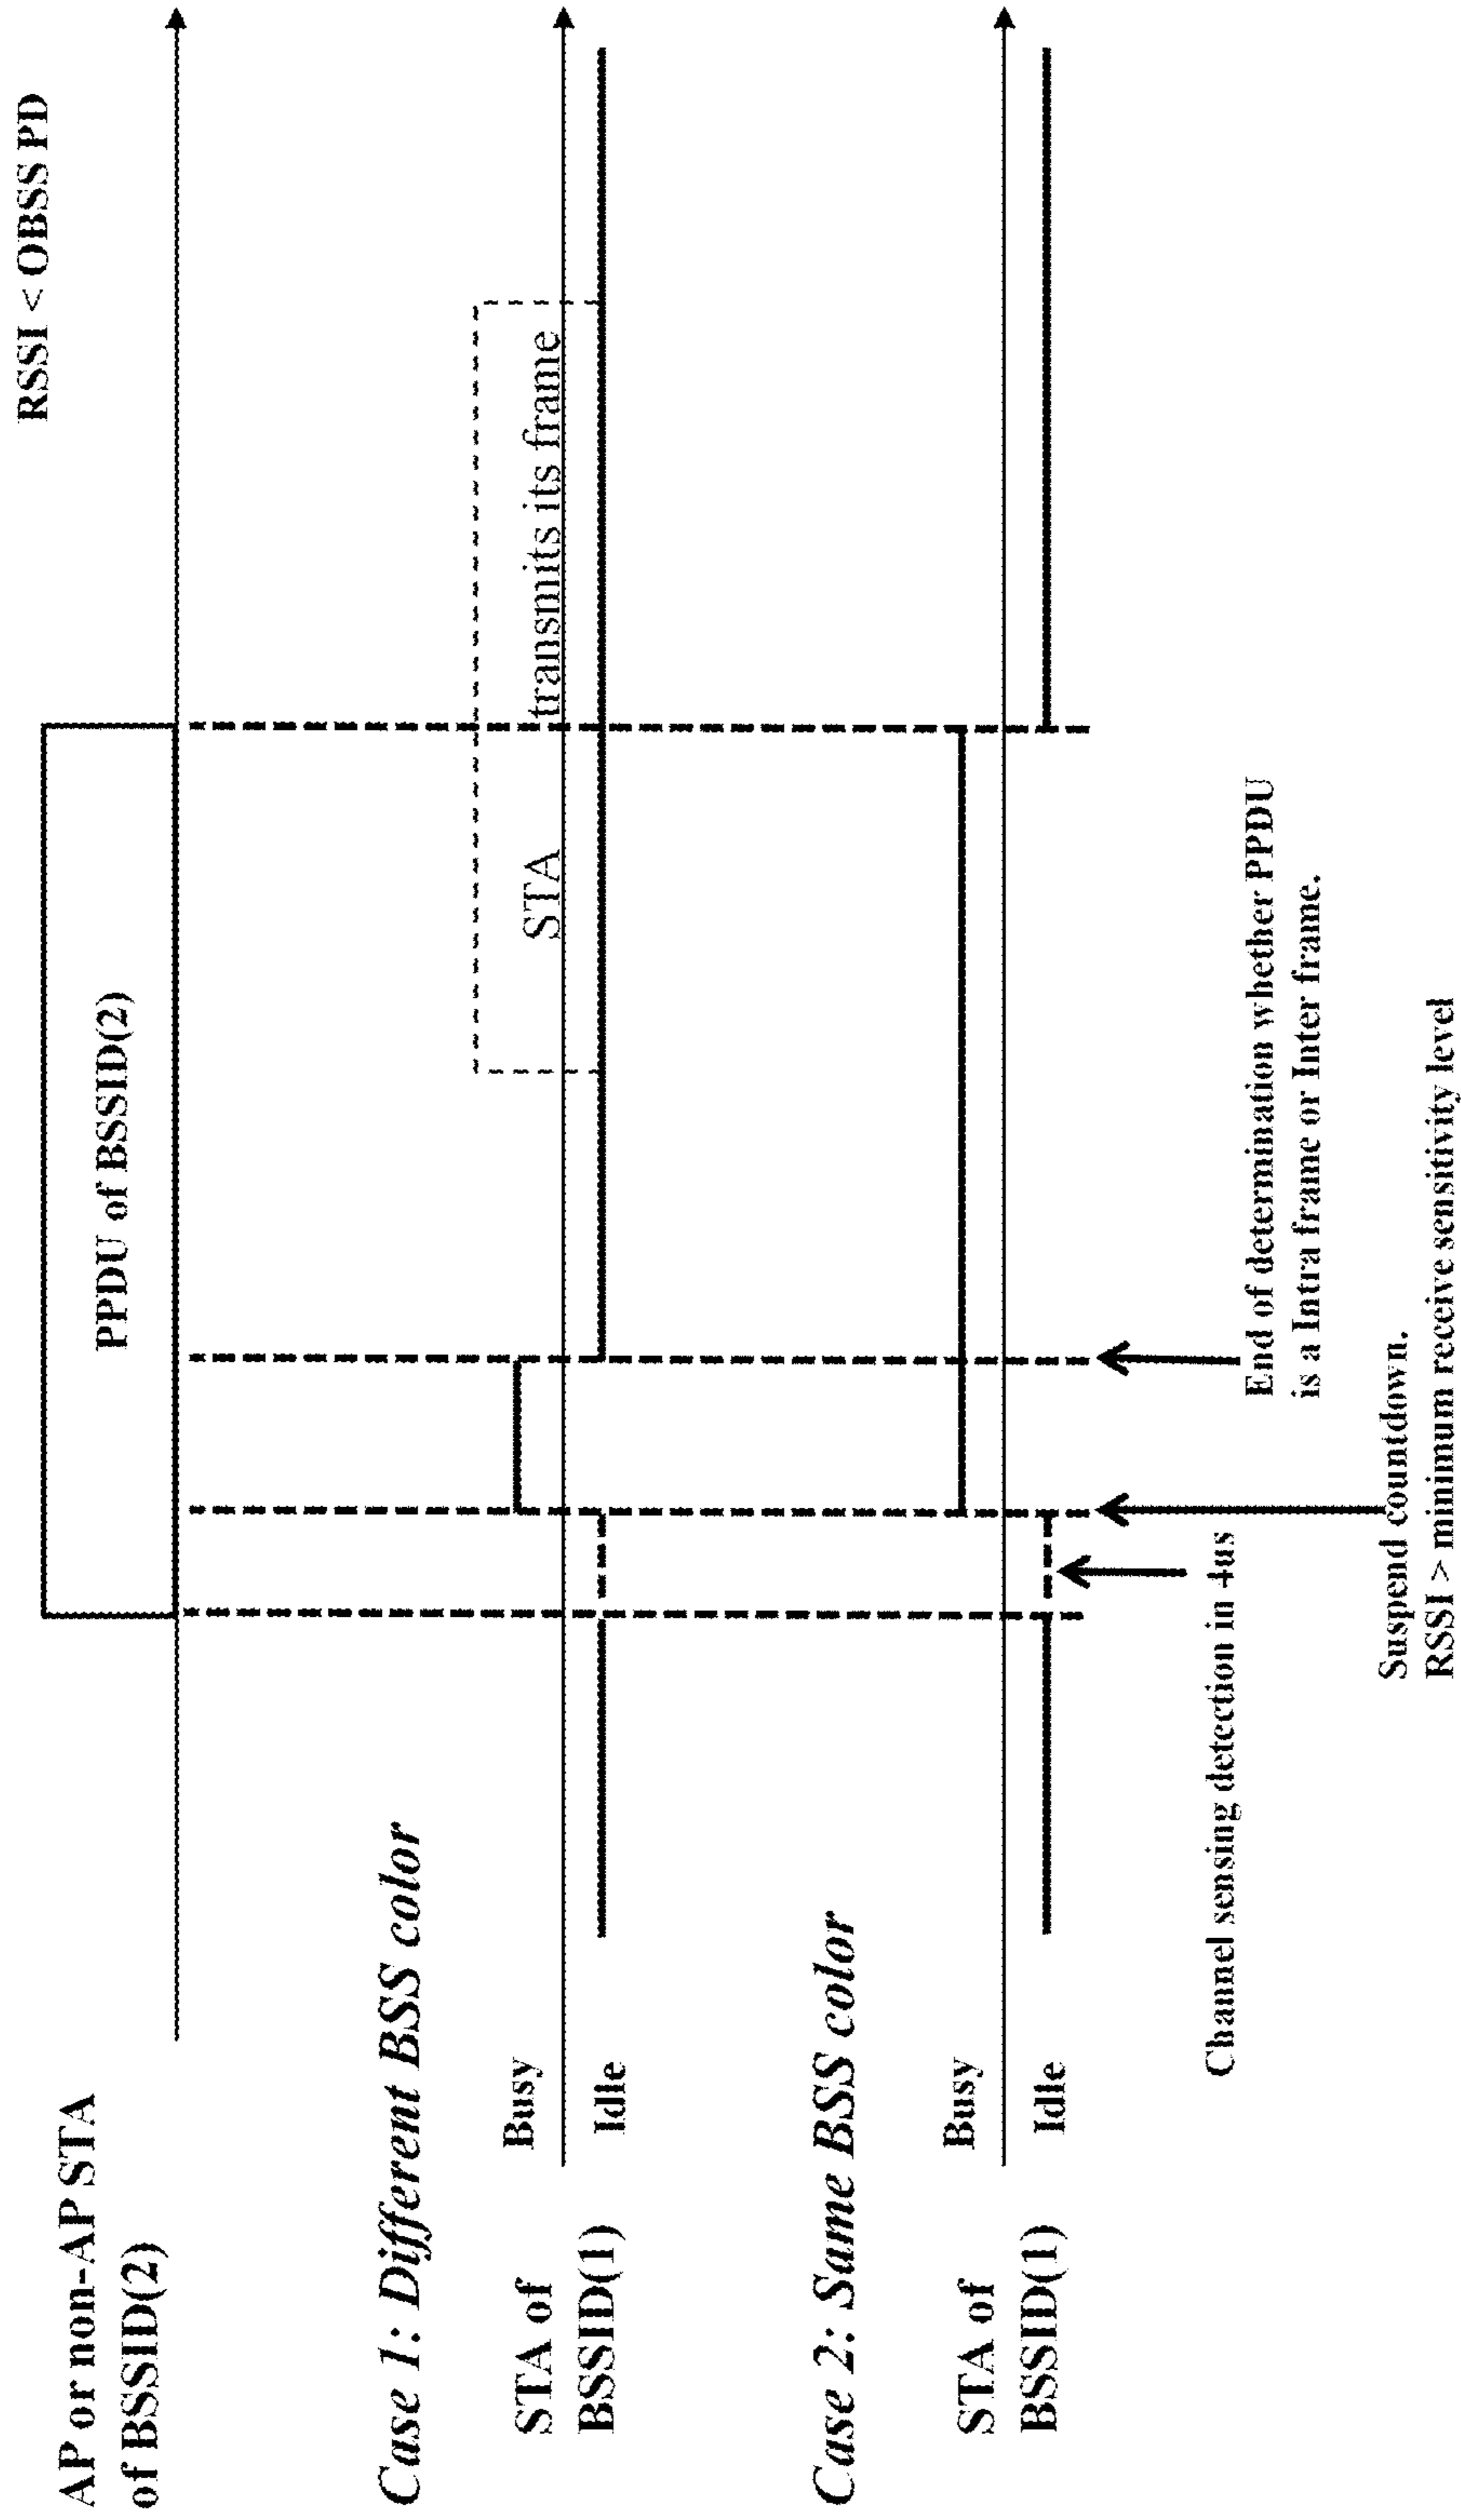 RSSI < OBSS PD
AP or non-AP STA
of BSSID(2)
PPDU of BSSID(2)
Case 1: Different BSS color
STA of
BSSID(1)
Busy
Idle
STA transmits its frame
Case 2: Same BSS color
STA of
BSSID(1)
Busy
Idle
Channel sensing detection in 4us
End of determination whether PPDU
is a Intra frame or Inter frame.
Suspend countdown.
RSSI > minimum receive sensitivity level